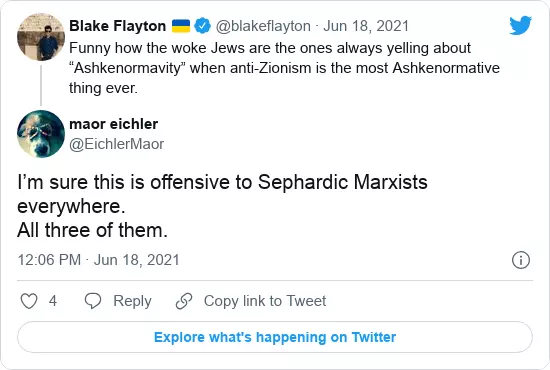 Blake Flayton 🇺🇦 @blakeflayton · Jun 18, 2021
Funny how the woke Jews are the ones always yelling about
“Ashkenormavity” when anti-Zionism is the most Ashkenormative
thing ever.
maor eichler
@EichlerMaor
I’m sure this is offensive to Sephardic Marxists
everywhere.
All three of them.
12:06 PM · Jun 18, 2021
4 Reply Copy link to Tweet
Explore what's happening on Twitter